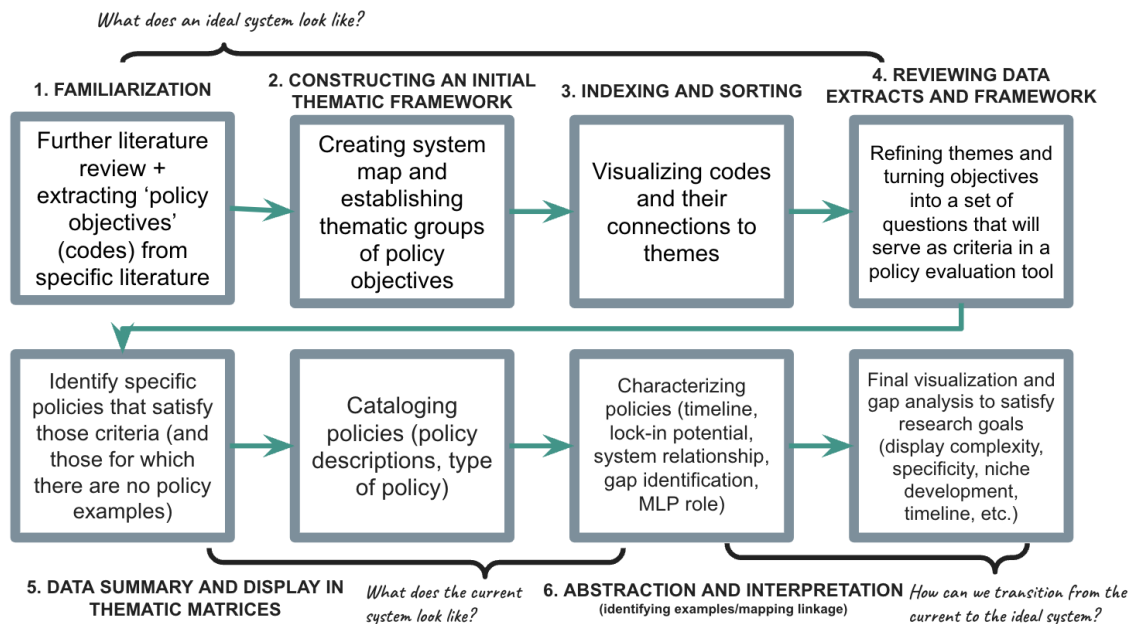 What does an ideal system look like?
1. FAMILIARIZATION
2. CONSTRUCTING AN INITIAL
THEMATIC FRAMEWORK
3. INDEXING AND SORTING
4. REVIEWING DATA
EXTRACTS AND FRAMEWORK
Further literature
review +
extracting ‘policy
objectives’
(codes) from
specific literature
Creating system
map and
establishing
thematic groups
of policy
objectives
Visualizing codes
and their
connections to
themes
Refining themes and
turning objectives
into a set of
questions that will
serve as criteria in a
policy evaluation tool
Identify specific
policies that satisfy
those criteria (and
those for which
there are no policy
examples)
Cataloging
policies (policy
descriptions, type
of policy)
Characterizing
policies (timeline,
lock-in potential,
system relationship,
gap identification,
MLP role)
Final visualization and
gap analysis to satisfy
research goals
(display complexity,
specificity, niche
development,
timeline, etc.)
5. DATA SUMMARY AND DISPLAY IN
THEMATIC MATRICES
What does the current
system look like?
6. ABSTRACTION AND INTERPRETATION
(identifying examples/mapping linkage)
How can we transition from the
current to the ideal system?